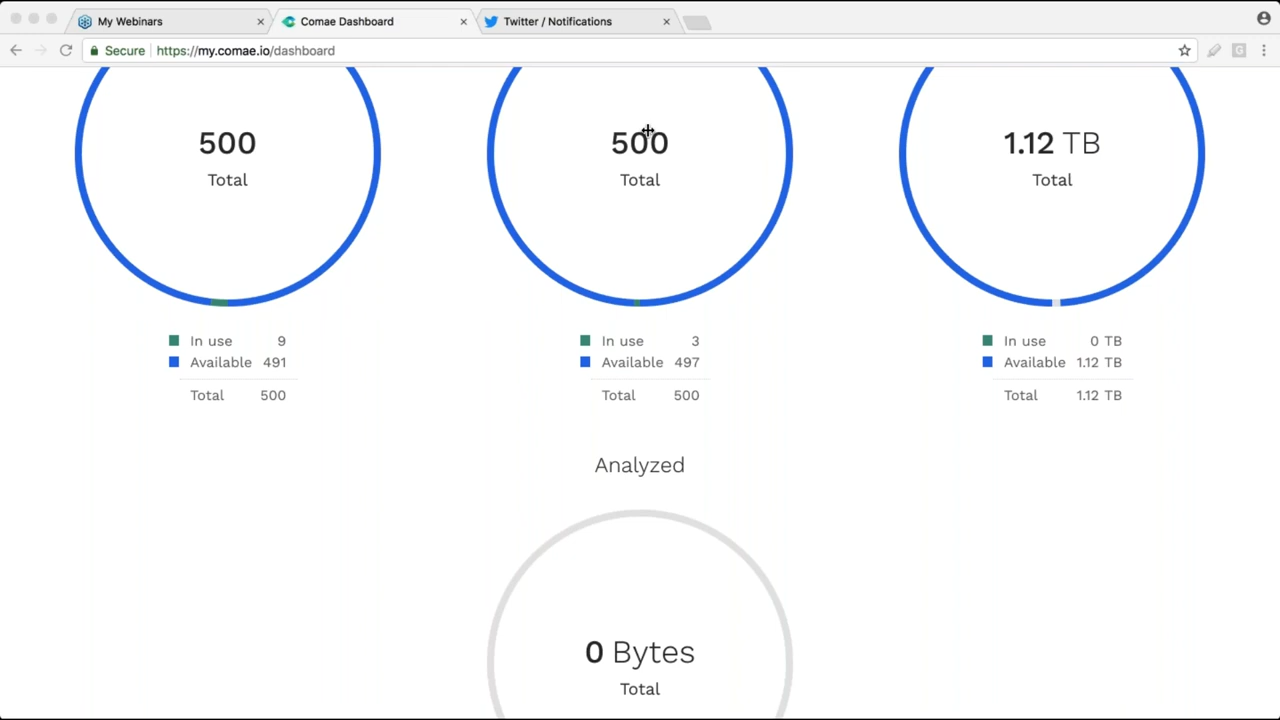 My Webinars
Comae Dashboard
Twitter / Notifications
Secure https://my.comae.io/dashboard
500
Total
In use 9
Available 491
Total 500
500
Total
In use 3
Available 497
Total 500
1.12 TB
Total
In use 0 TB
Available 1.12 TB
Total 1.12 TB
Analyzed
0 Bytes
Total